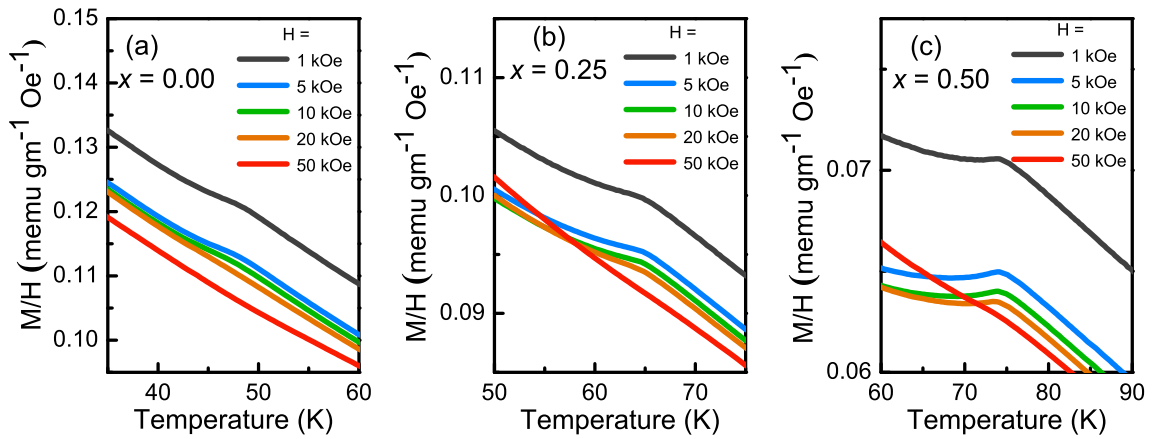 (a)
x = 0.00
H =
1 kOe
5 kOe
10 kOe
20 kOe
50 kOe
M/H (memu gm⁻¹ Oe⁻¹)
0.15
0.14
0.13
0.12
0.11
0.10
40
50
60
Temperature (K)
(b)
x = 0.25
H =
1 kOe
5 kOe
10 kOe
20 kOe
50 kOe
M/H (memu gm⁻¹ Oe⁻¹)
0.11
0.10
0.09
50
60
70
Temperature (K)
(c)
x = 0.50
H =
1 kOe
5 kOe
10 kOe
20 kOe
50 kOe
M/H (memu gm⁻¹ Oe⁻¹)
0.07
0.06
60
70
80
90
Temperature (K)